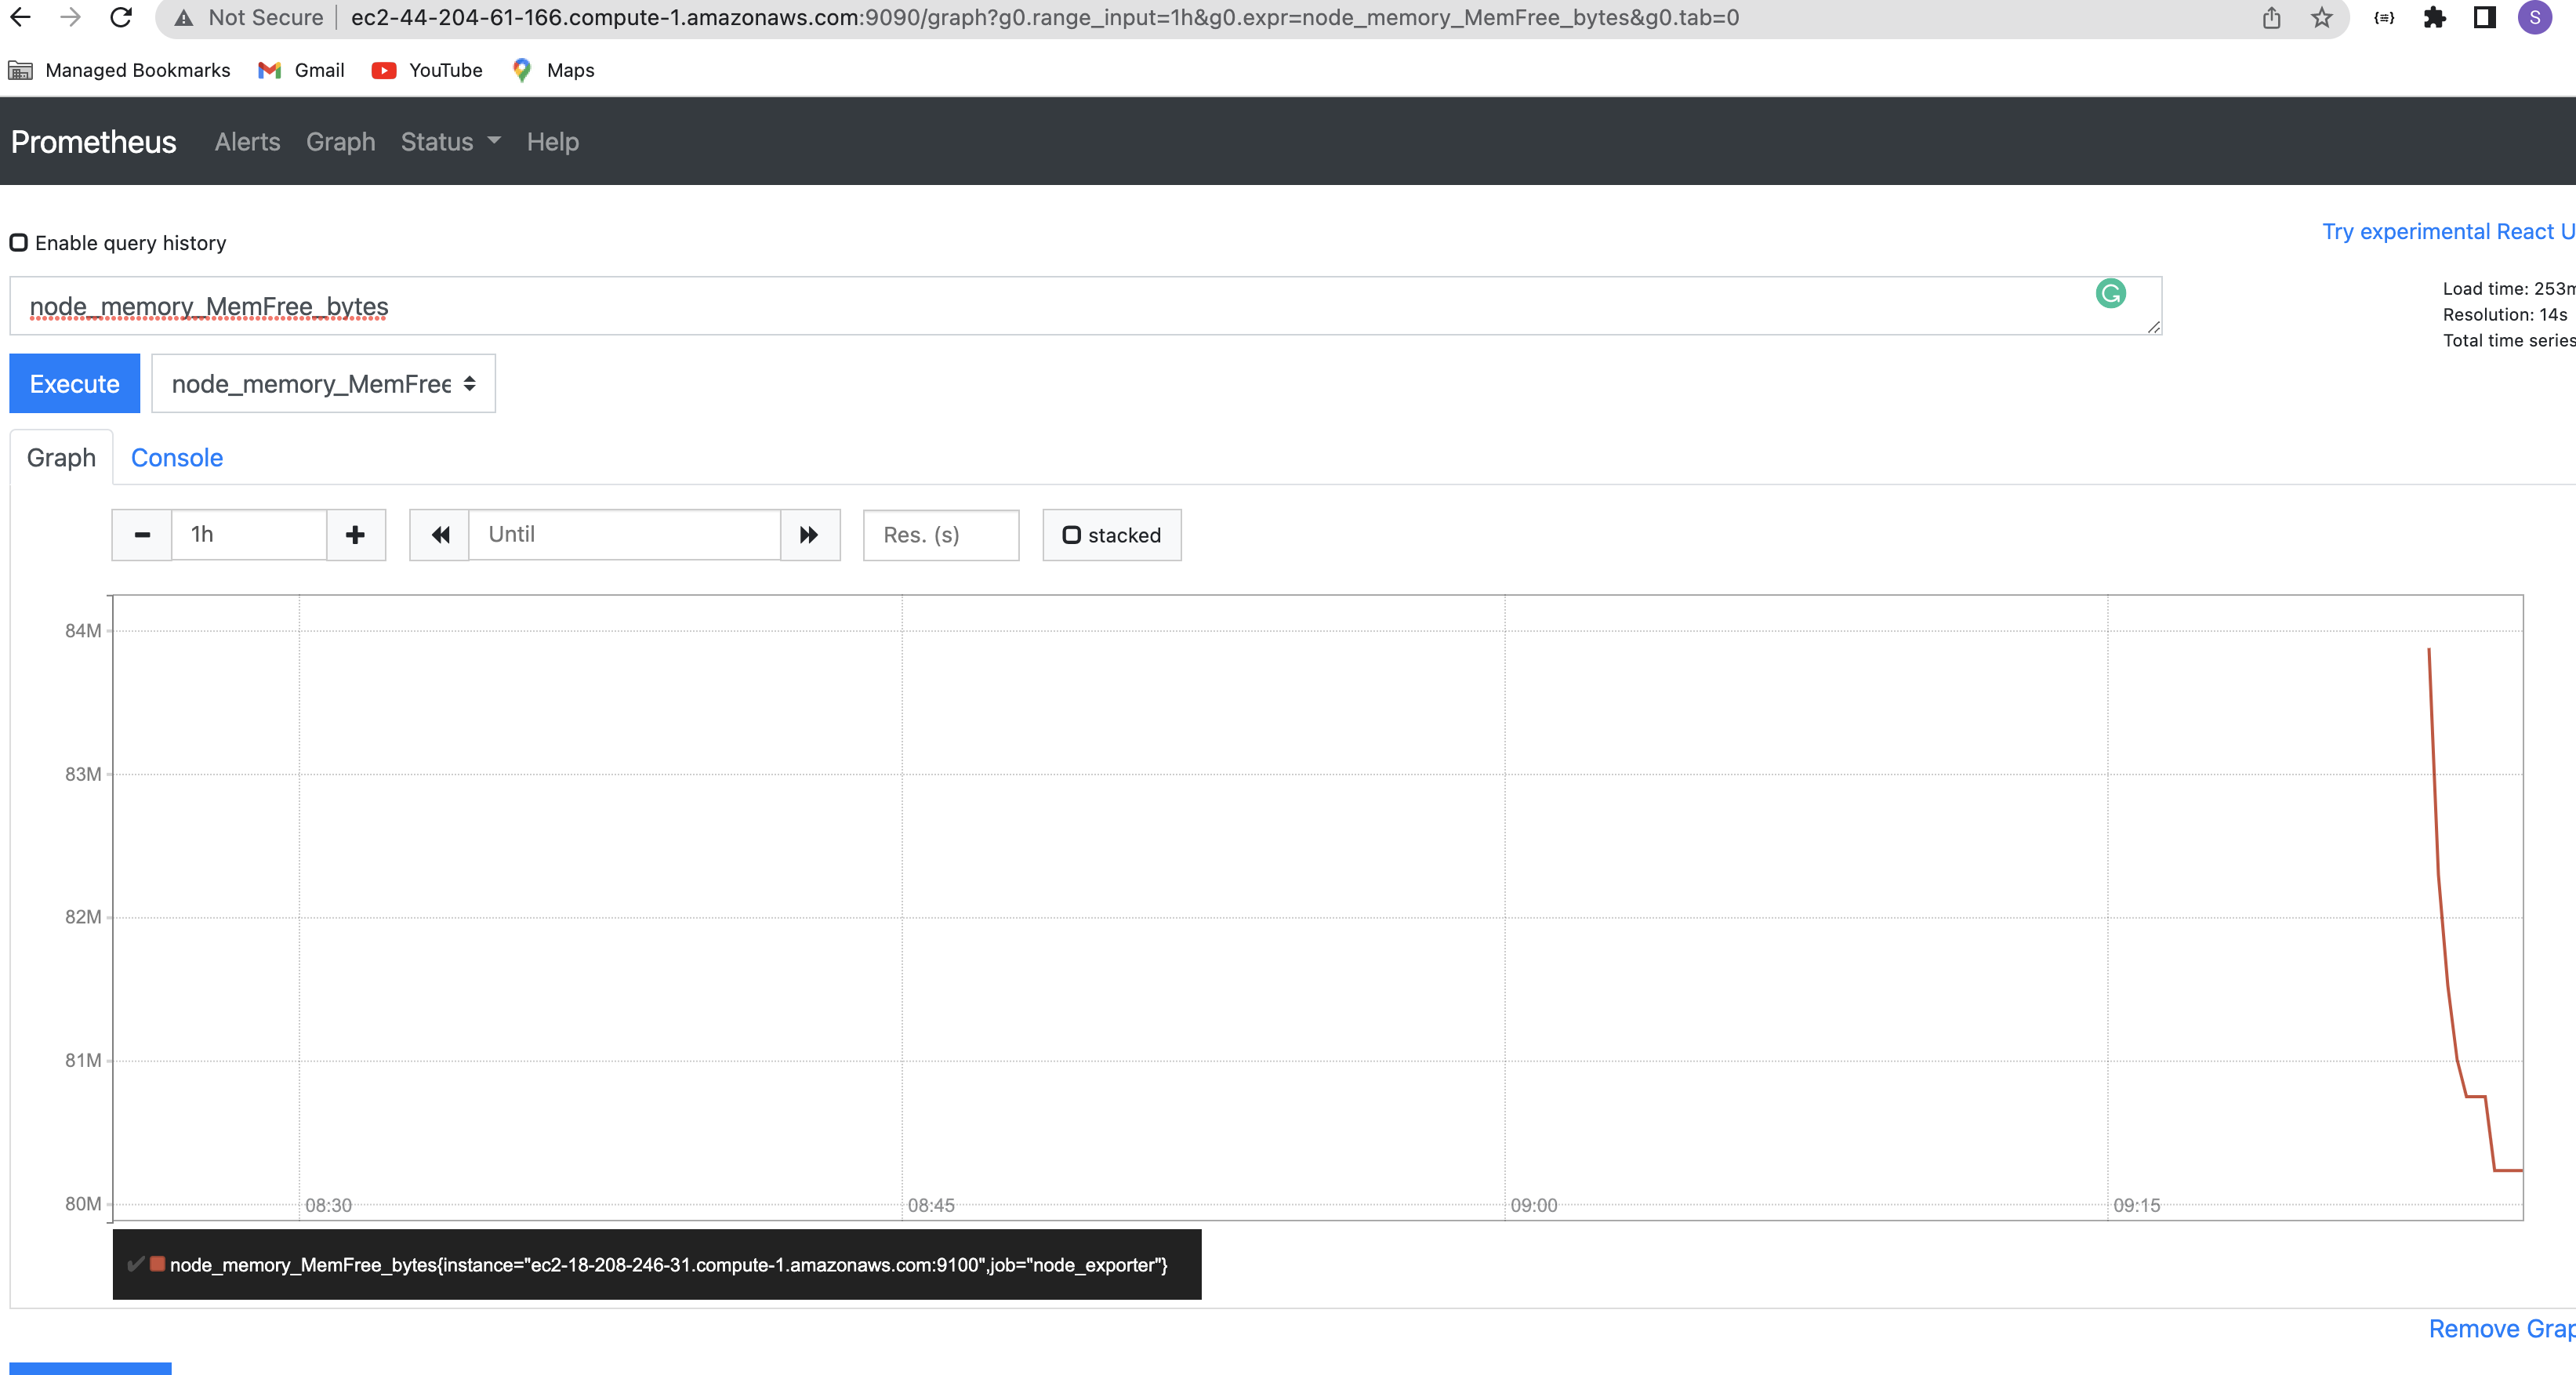 Not Secure ec2-44-204-61-166.compute-1.amazonaws.com:9090/graph?g0.range_input=1h&g0.expr=node_memory_MemFree_bytes&g0.tab=0 S
Managed Bookmarks Gmail YouTube Maps
Prometheus Alerts Graph Status Help
Enable query history
Try experimental React U
node_memory_MemFree_bytes
Load time: 253m
Resolution: 14s
Total time series
Execute node_memory_MemFree
Graph Console
1h Until Res. (s) stacked
84M
83M
82M
81M
80M
08:30 08:45 09:00 09:15
node_memory_MemFree_bytes{instance="ec2-18-208-246-31.compute-1.amazonaws.com:9100",job="node_exporter"}
Remove Grap